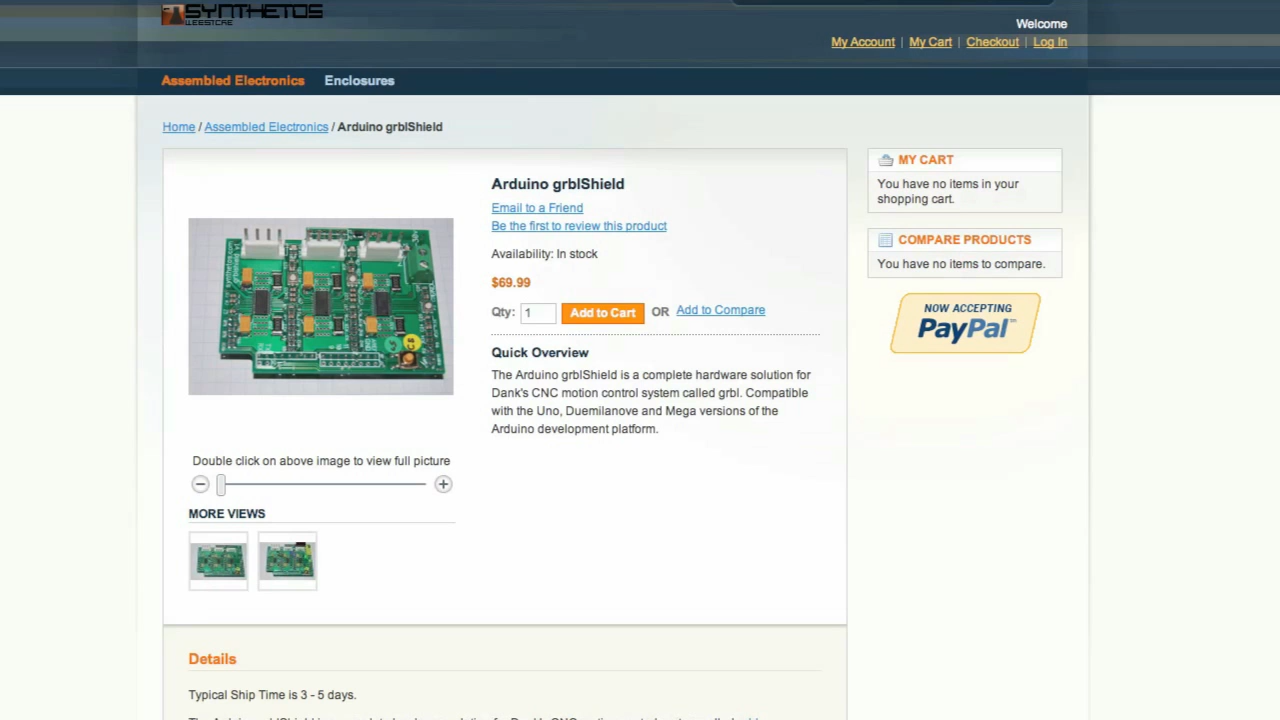 SYNTHETOS
WEBSTORE
Welcome
My Account | My Cart | Checkout | Log In
Assembled Electronics Enclosures
Home / Assembled Electronics / Arduino grblShield
Arduino grblShield
Email to a Friend
Be the first to review this product
Availability: In stock
$69.99
Qty: 1 Add to Cart OR Add to Compare
Quick Overview
The Arduino grblShield is a complete hardware solution for
Dank's CNC motion control system called grbl. Compatible
with the Uno, Duemilanove and Mega versions of the
Arduino development platform.
Double click on above image to view full picture
MORE VIEWS
MY CART
You have no items in your
shopping cart.
COMPARE PRODUCTS
You have no items to compare.
NOW ACCEPTING
PayPal
Details
Typical Ship Time is 3 - 5 days.